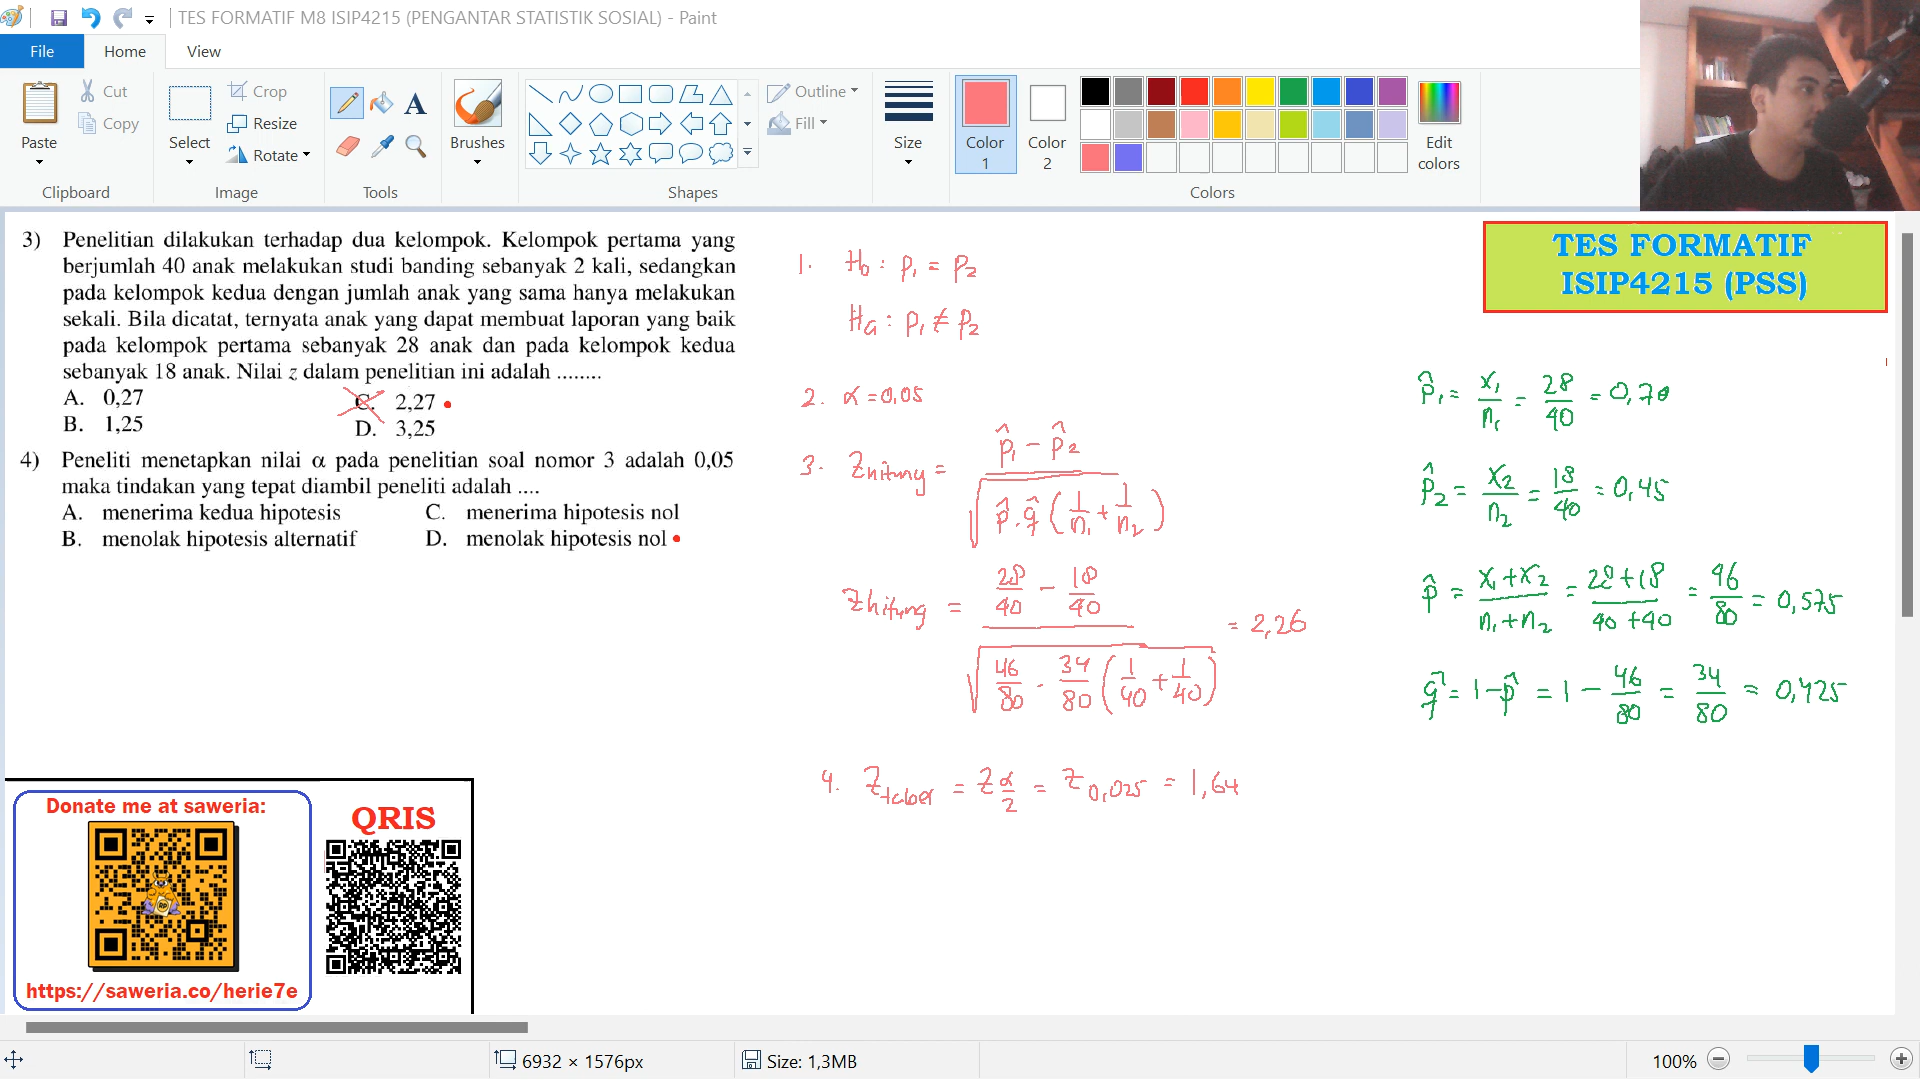 TES FORMATIF M8 ISIP4215 (PENGANTAR STATISTIK SOSIAL) - Paint
File Home View
Paste Cut Copy Clipboard
Select Crop Resize Rotate Image
Tools
Brushes
Outline Fill Shapes
Size
Color 1
Color 2
Edit colors
Colors
3) Penelitian dilakukan terhadap dua kelompok. Kelompok pertama yang
berjumlah 40 anak melakukan studi banding sebanyak 2 kali, sedangkan
pada kelompok kedua dengan jumlah anak yang sama hanya melakukan
sekali. Bila dicatat, ternyata anak yang dapat membuat laporan yang baik
pada kelompok pertama sebanyak 28 anak dan pada kelompok kedua
sebanyak 18 anak. Nilai z dalam penelitian ini adalah ........
A. 0,27 C. 2,27
B. 1,25 D. 3,25
4) Peneliti menetapkan nilai α pada penelitian soal nomor 3 adalah 0,05
maka tindakan yang tepat diambil peneliti adalah ....
A. menerima kedua hipotesis C. menerima hipotesis nol
B. menolak hipotesis alternatif D. menolak hipotesis nol
1. H₀ : p₁ = p₂
Ha : p₁ ≠ p₂
2. α = 0,05
3. Zhitung = (p̂₁ - p̂₂) / √(p̂.q̂ (1/n₁ + 1/n₂))
Zhitung = (28/40 - 18/40) / √(46/80 . 34/80 (1/40 + 1/40)) = 2,26
4. Ztabel = Z α/2 = Z 0,025 = 1,64
TES FORMATIF
ISIP4215 (PSS)
p̂₁ = x₁/n₁ = 28/40 = 0,70
p̂₂ = x₂/n₂ = 18/40 = 0,45
p̂ = (x₁+x₂)/(n₁+n₂) = (28+18)/(40+40) = 46/80 = 0,575
q̂ = 1-p̂ = 1 - 46/80 = 34/80 = 0,425
Donate me at saweria:
https://saweria.co/herie7e
QRIS
6932 × 1576px
Size: 1,3MB
100%